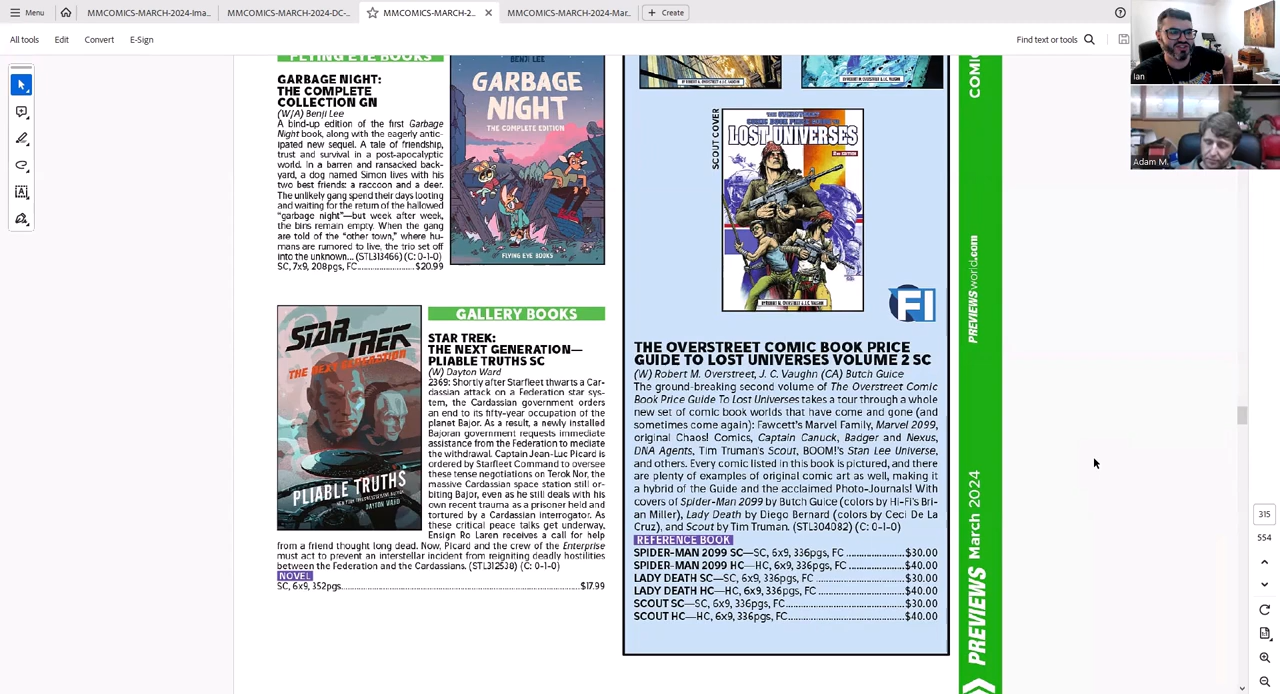 Menu
MMCOMICS-MARCH-2024-Ima...
MMCOMICS-MARCH-2024-DC-...
MMCOMICS-MARCH-2...
MMCOMICS-MARCH-2024-Mar...
Create
All tools
Edit
Convert
E-Sign
Find text or tools
Ian
Adam M.
FLYING EYE BOOKS
GARBAGE NIGHT:
THE COMPLETE
COLLECTION GN
(W/A) Benji Lee
A bind-up edition of the first Garbage
Night book, along with the eagerly antic-
ipated new sequel. A tale of friendship,
trust and survival in a post-apocalyptic
world. In a barren and ransacked back-
yard, a dog named Simon lives with his
two best friends: a raccoon and a deer.
The unlikely gang spend their days looting
and waiting for the return of the hallowed
"garbage night"—but week after week,
the bins remain empty. When the gang
are told of the "other town," where hu-
mans are rumored to live, the trio set off
into the unknown... (STL313466) (C: 0-1-0)
SC, 7x9, 208pgs, FC........................$20.99
BENJI LEE
GARBAGE
NIGHT
THE COMPLETE EDITION
FLYING EYE BOOKS
STAR TREK
THE NEXT GENERATION
PLIABLE TRUTHS
DAYTON WARD
GALLERY BOOKS
STAR TREK:
THE NEXT GENERATION—
PLIABLE TRUTHS SC
(W) Dayton Ward
2369: Shortly after Starfleet thwarts a Car-
dassian attack on a Federation star sys-
tem, the Cardassian government orders
an end to its fifty-year occupation of the
planet Bajor. As a result, a newly installed
Bajoran government requests immediate
assistance from the Federation to mediate
the withdrawal. Captain Jean-Luc Picard is
ordered by Starfleet Command to oversee
these tense negotiations on Terok Nor, the
massive Cardassian space station still or-
biting Bajor, even as he still deals with his
own recent trauma as a prisoner held and
tortured by a Cardassian interrogator. As
these critical peace talks get underway,
Ensign Ro Laren receives a call for help
from a friend thought long dead. Now, Picard and the crew of the Enterprise
must act to prevent an interstellar incident from reigniting deadly hostilities
between the Federation and the Cardassians. (STL312538) (C: 0-1-0)
NOVEL
SC, 6x9, 352pgs...............................................................................$17.99
SCOUT COVER
THE OVERSTREET
COMIC BOOK PRICE GUIDE TO
LOST UNIVERSES
BY ROBERT M. OVERSTREET & J.C. VAUGHN
FI
THE OVERSTREET COMIC BOOK PRICE
GUIDE TO LOST UNIVERSES VOLUME 2 SC
(W) Robert M. Overstreet, J. C. Vaughn (CA) Butch Guice
The ground-breaking second volume of The Overstreet Comic
Book Price Guide To Lost Universes takes a tour through a whole
new set of comic book worlds that have come and gone (and
sometimes come again): Fawcett's Marvel Family, Marvel 2099,
original Chaos! Comics, Captain Canuck, Badger and Nexus,
DNA Agents, Tim Truman's Scout, BOOM!'s Stan Lee Universe,
and others. Every comic listed in this book is pictured, and there
are plenty of examples of original comic art as well, making it
a hybrid of the Guide and the acclaimed Photo-Journals! With
covers of Spider-Man 2099 by Butch Guice (colors by Hi-Fi's Bri-
an Miller), Lady Death by Diego Bernard (colors by Ceci De La
Cruz), and Scout by Tim Truman. (STL304082) (C: 0-1-0)
REFERENCE BOOK
SPIDER-MAN 2099 SC—SC, 6x9, 336pgs, FC ....................$30.00
SPIDER-MAN 2099 HC—HC, 6x9, 336pgs, FC ....................$40.00
LADY DEATH SC—SC, 6x9, 336pgs, FC ..............................$30.00
LADY DEATH HC—HC, 6x9, 336pgs, FC ..............................$40.00
SCOUT SC—SC, 6x9, 336pgs, FC........................................$30.00
SCOUT HC—HC, 6x9, 336pgs, FC.......................................$40.00
COMIC
PREVIEWSworld.com
PREVIEWS March 2024
315
554